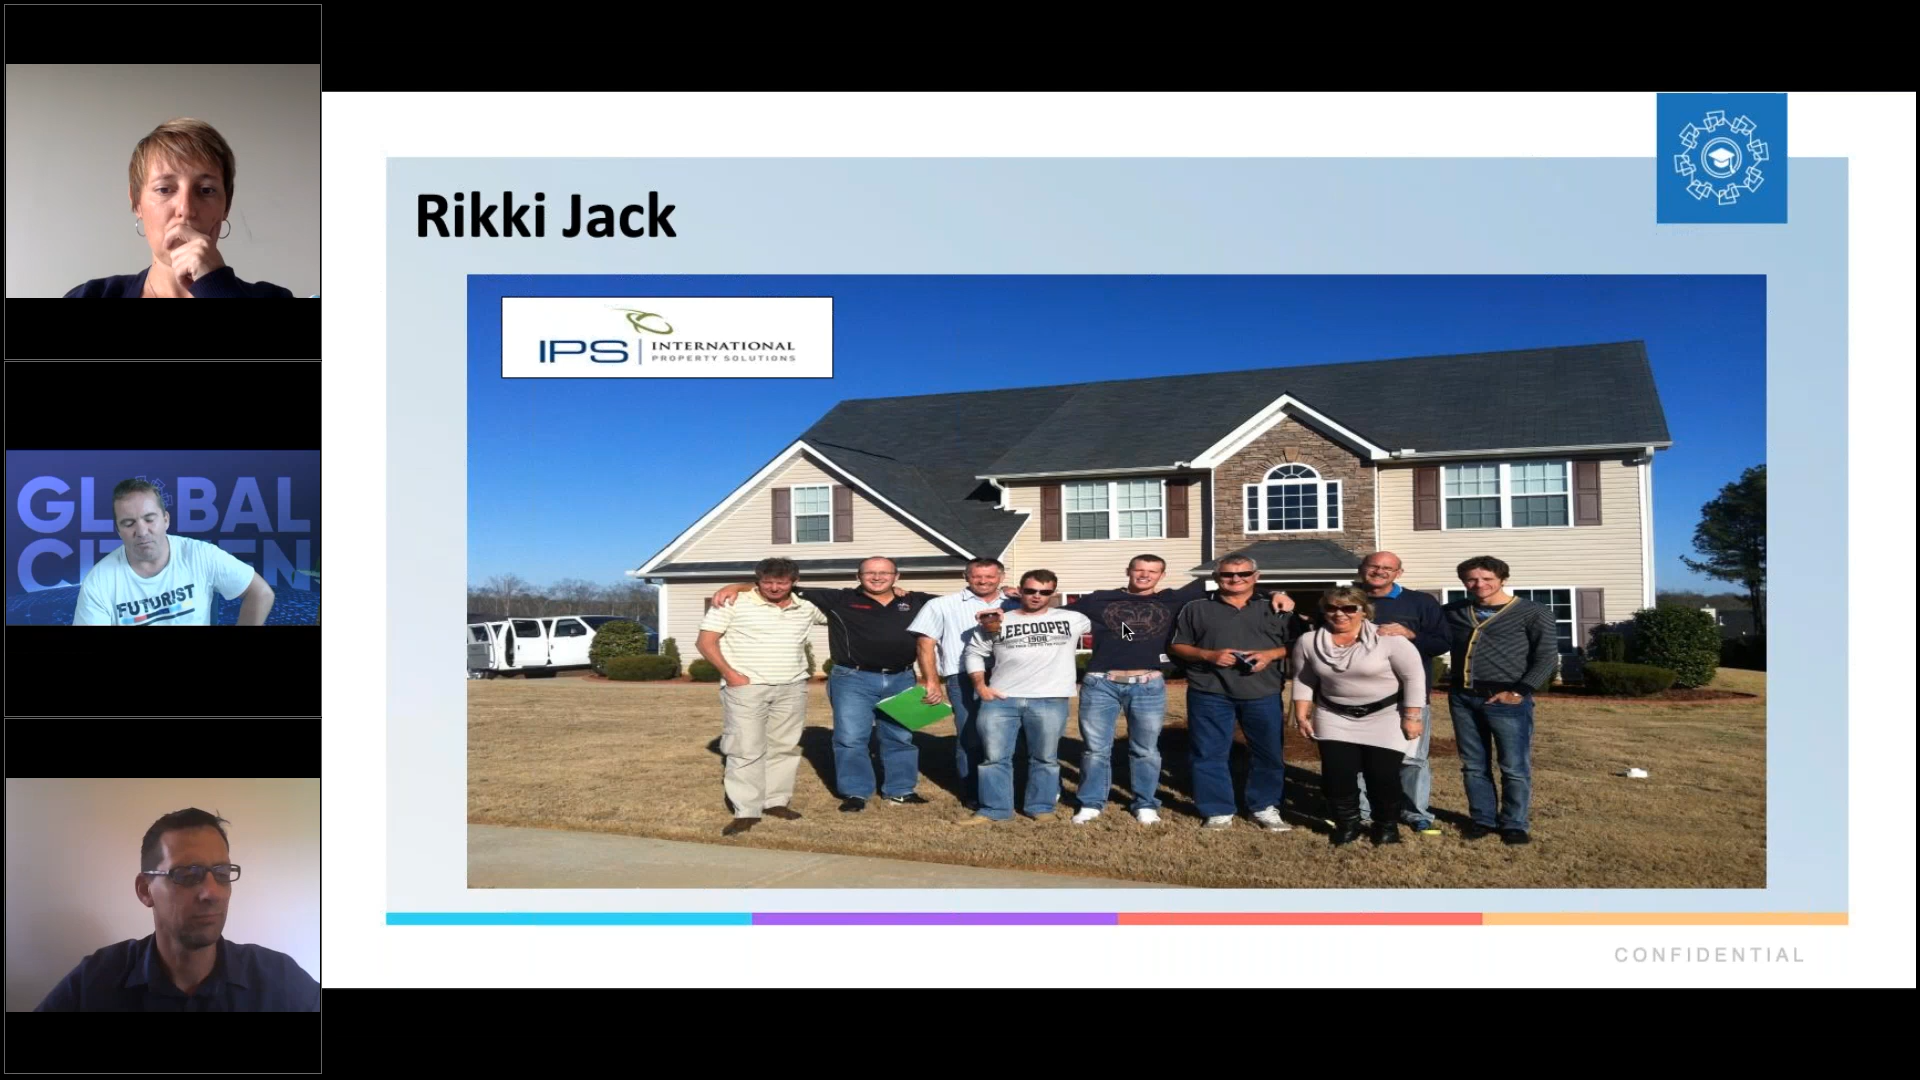 Rikki Jack
IPS
INTERNATIONAL
PROPERTY SOLUTIONS
GLOBAL
CITIZEN
FUTURIST
LEECOOPER
1908
CONFIDENTIAL